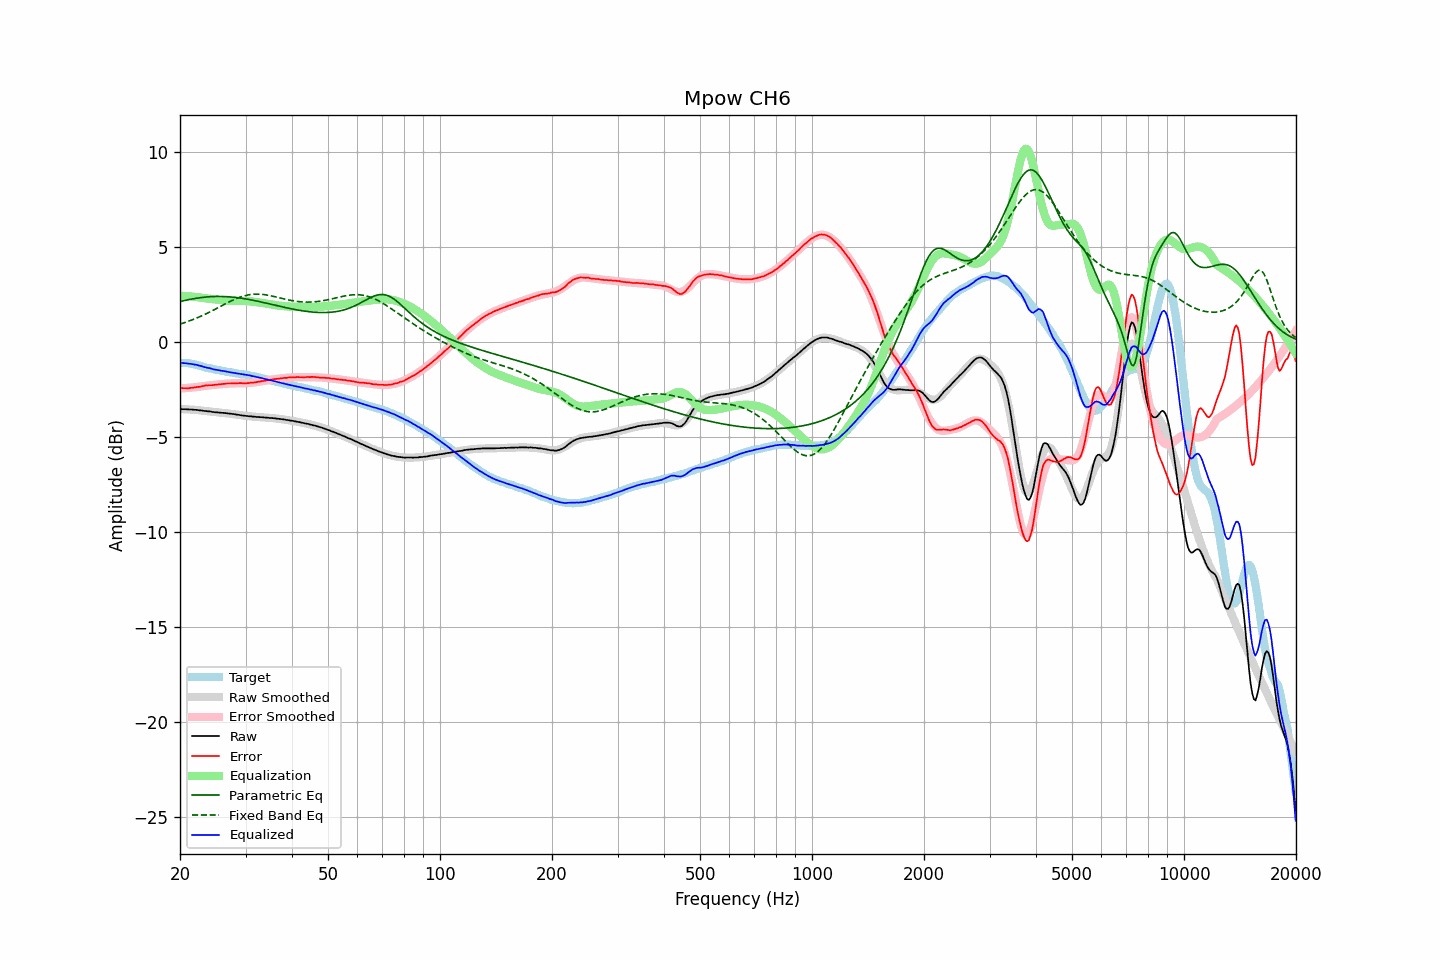 Mpow CH6
Amplitude (dBr)
10
5
0
−5
−10
−15
−20
−25
Target
Raw Smoothed
Error Smoothed
Raw
Error
Equalization
Parametric Eq
Fixed Band Eq
Equalized
20 50 100 200 500 1000 2000 5000 10000 20000
Frequency (Hz)